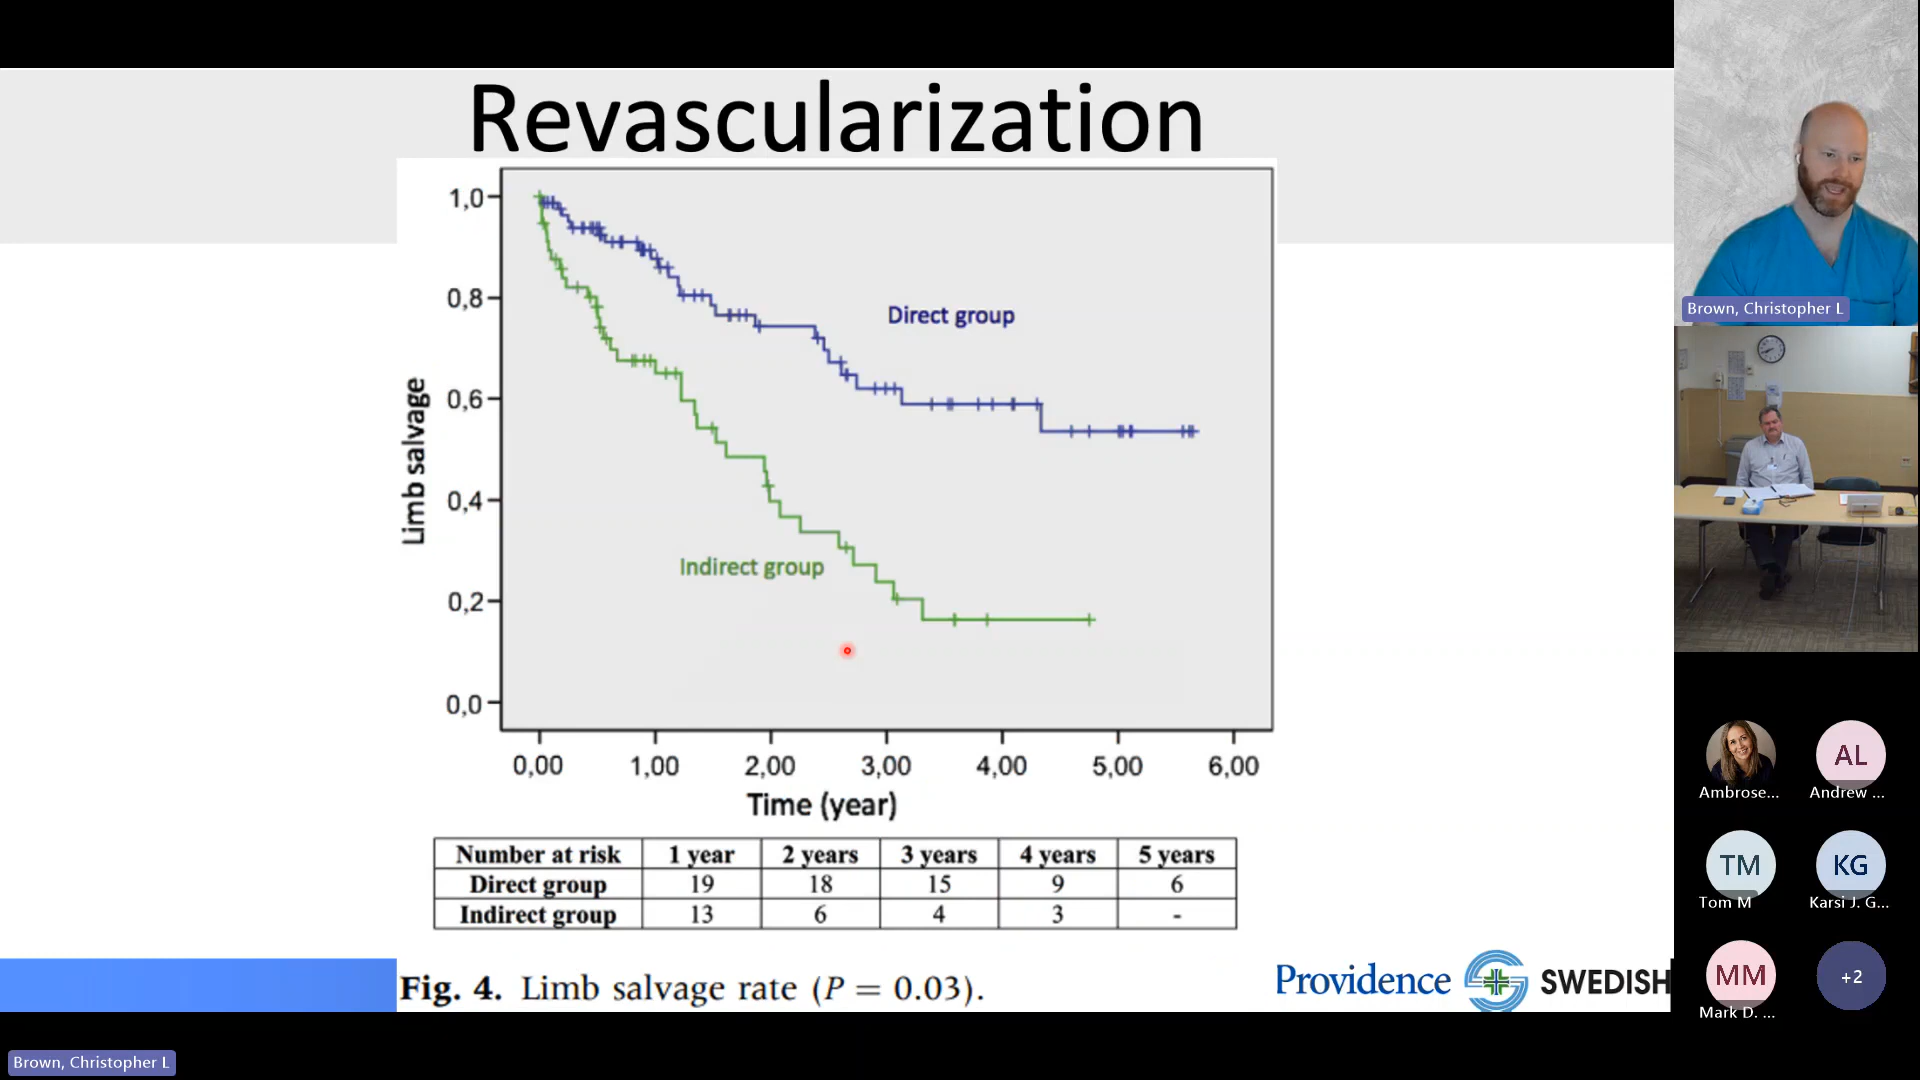 Revascularization
1,0
0,8
0,6
0,4
0,2
0,0
Limb salvage
Direct group
Indirect group
0,00 1,00 2,00 3,00 4,00 5,00 6,00
Time (year)
Number at risk 1 year 2 years 3 years 4 years 5 years
Direct group 19 18 15 9 6
Indirect group 13 6 4 3 -
Fig. 4. Limb salvage rate (P = 0.03).
Providence SWEDISH
Brown, Christopher L
Brown, Christopher L
Ambrose...
AL
Andrew ...
TM
Tom M
KG
Karsi J. G...
MM
Mark D. ...
+2